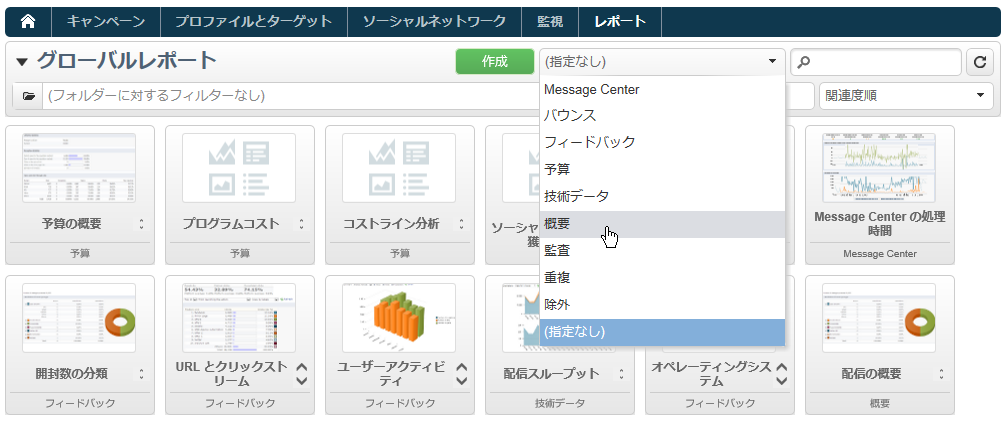 キャンペーン プロファイルとターゲット ソーシャルネットワーク 監視 レポート
グローバルレポート 作成 (指定なし)
(フォルダーに対するフィルターなし) 関連度順
Message Center
バウンス
フィードバック
予算
技術データ
概要
監査
重複
除外
(指定なし)
予算の概要
予算
プログラムコスト
予算
コストライン分析
予算
ソーシャ
獲
Message Center の処理
時間
Message Center
開封数の分類
フィードバック
URL とクリックスト
リーム
フィードバック
ユーザーアクティビ
ティ
フィードバック
配信スループット
技術データ
オペレーティングシス
テム
フィードバック
配信の概要
概要